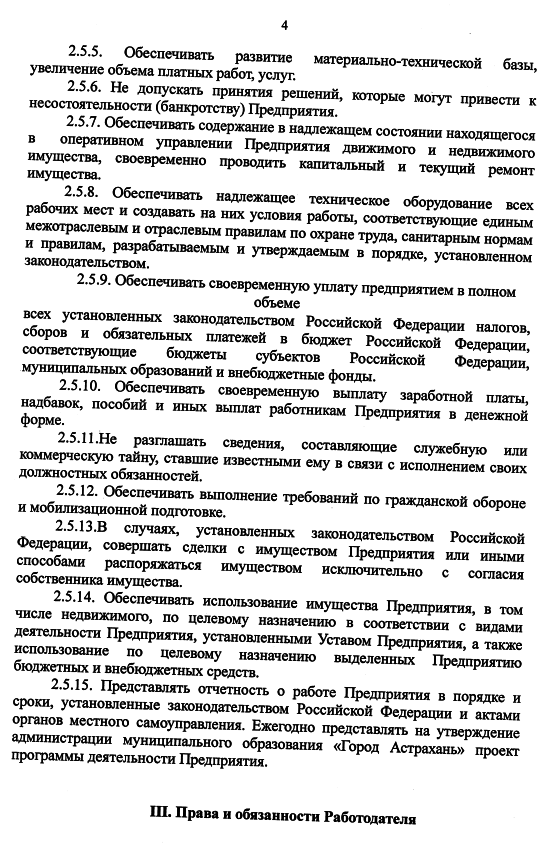 4
2.5.5. Обеспечивать развитие материально-технической базы,
увеличение объема платных работ, услуг.
2.5.6. Не допускать принятия решений, которые могут привести к
несостоятельности (банкротству) Предприятия.
2.5.7. Обеспечивать содержание в надлежащем состоянии находящегося
в оперативном управлении Предприятия движимого и недвижимого
имущества, своевременно проводить капитальный и текущий ремонт
имущества.
2.5.8. Обеспечивать надлежащее техническое оборудование всех
рабочих мест и создавать на них условия работы, соответствующие единым
межотраслевым и отраслевым правилам по охране труда, санитарным нормам
и правилам, разрабатываемым и утверждаемым в порядке, установленном
законодательством.
2.5.9. Обеспечивать своевременную уплату предприятием в полном
объеме
всех установленных законодательством Российской Федерации налогов,
сборов и обязательных платежей в бюджет Российской Федерации,
соответствующие бюджеты субъектов Российской Федерации,
муниципальных образований и внебюджетные фонды.
2.5.10. Обеспечивать своевременную выплату заработной платы,
надбавок, пособий и иных выплат работникам Предприятия в денежной
форме.
2.5.11.Не разглашать сведения, составляющие служебную или
коммерческую тайну, ставшие известными ему в связи с исполнением своих
должностных обязанностей.
2.5.12. Обеспечивать выполнение требований по гражданской обороне
и мобилизационной подготовке.
2.5.13.В случаях, установленных законодательством Российской
Федерации, совершать сделки с имуществом Предприятия или иными
способами распоряжаться имуществом исключительно с согласия
собственника имущества.
2.5.14. Обеспечивать использование имущества Предприятия, в том
числе недвижимого, по целевому назначению в соответствии с видами
деятельности Предприятия, установленными Уставом Предприятия, а также
использование по целевому назначению выделенных Предприятию
бюджетных и внебюджетных средств.
2.5.15. Представлять отчетность о работе Предприятия в порядке и
сроки, установленные законодательством Российской Федерации и актами
органов местного самоуправления. Ежегодно представлять на утверждение
администрации муниципального образования «Город Астрахань» проект
программы деятельности Предприятия.
III. Права и обязанности Работодателя